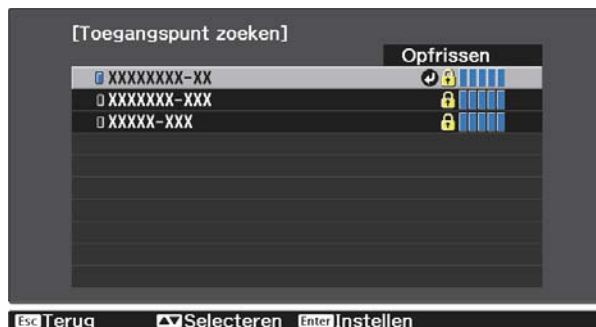 [Toegangspunt zoeken]
Opfrissen
XXXXXXXX-XX
XXXXXXX-XXX
XXXXX-XXX
Esc Terug Selecteren Enter Instellen